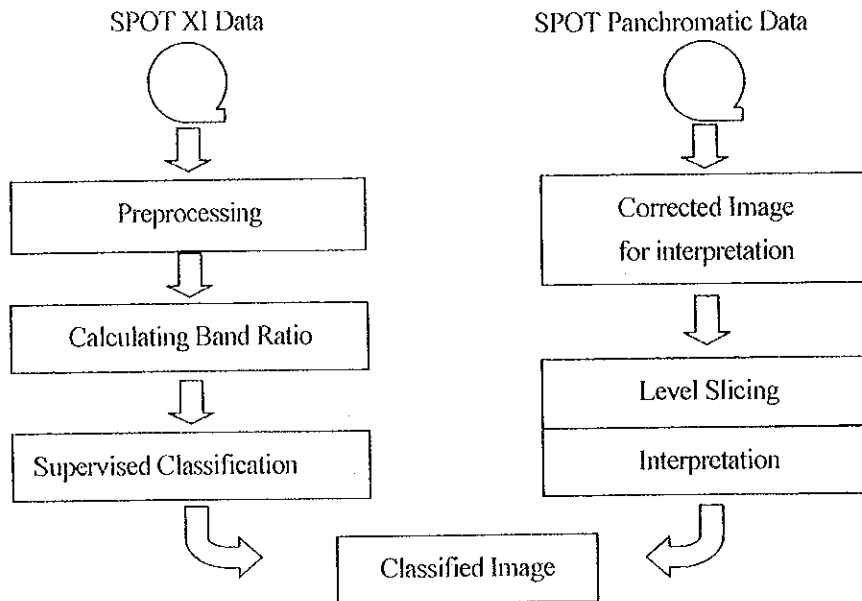 SPOT XI Data
SPOT Panchromatic Data
Preprocessing
Calculating Band Ratio
Supervised Classification
Corrected Image
for interpretation
Level Slicing
Interpretation
Classified Image